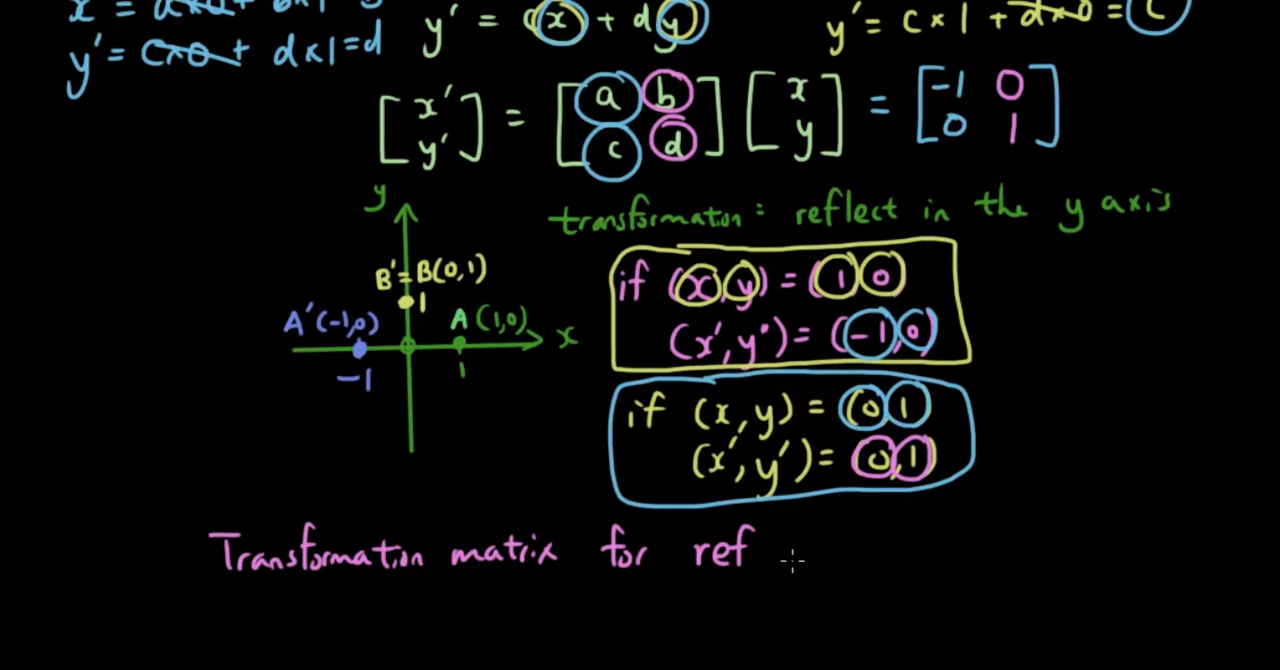 y' = c x + d y
y' = c×1 + d×0 = c
y' = c×0 + d×1 = d
[ x' y' ] = [ a b c d ] [ x y ] = [ -1 0 0 1 ]
y
transformation: reflect in the y axis
B' = B(0,1)
1
if (x, y) = (1 0)
A'(-1,0)
A (1,0)
x
(x', y') = (-1, 0)
-1
1
if (x, y) = (0 1)
(x', y') = (0, 1)
Transformation matrix for ref